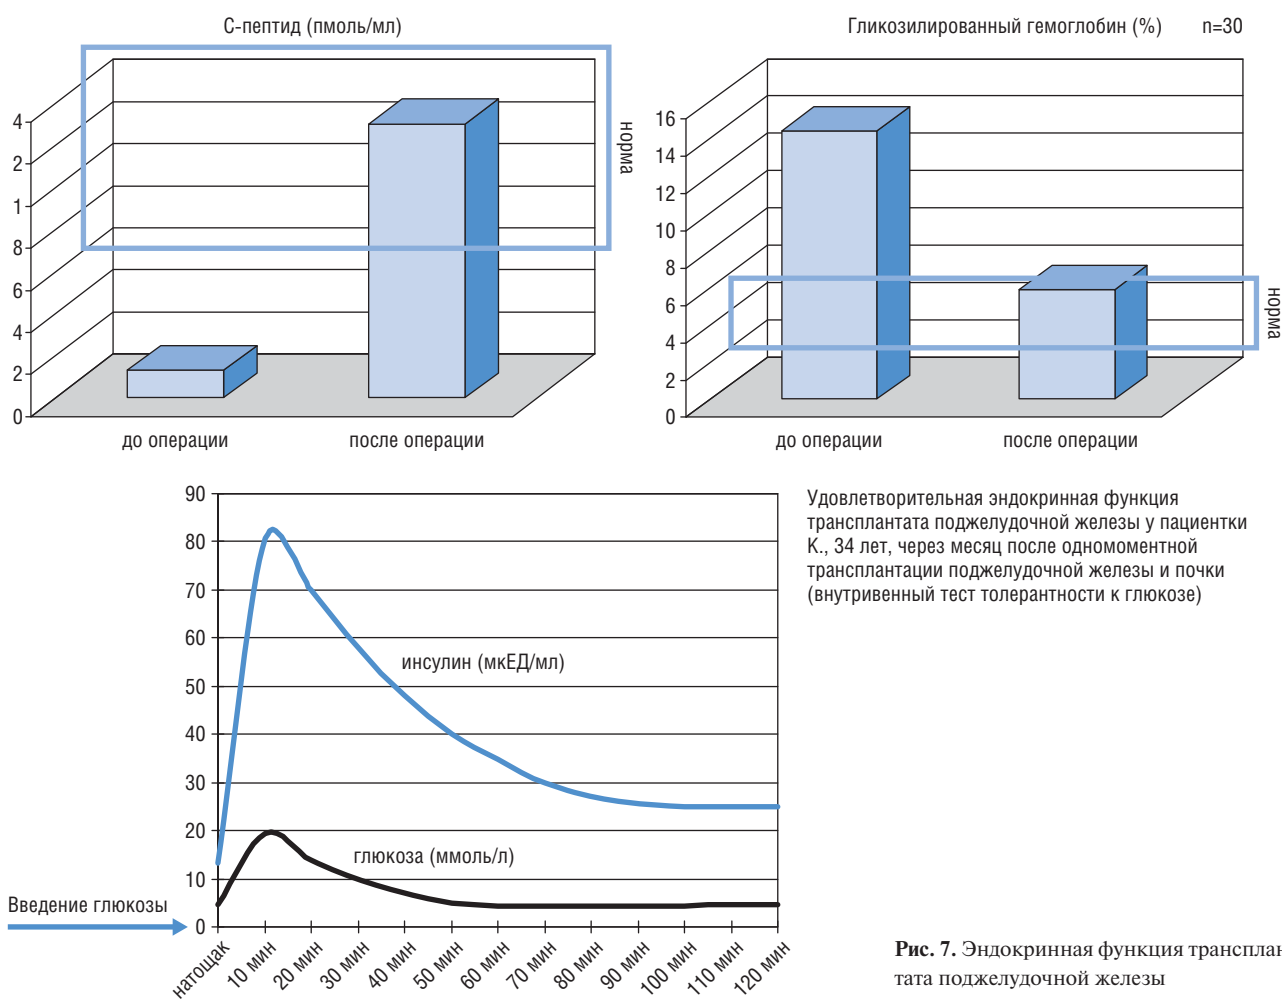 С-пептид (пмоль/мл)
4
2
1
8
6
4
2
0
норма
до операции
после операции
Гликозилированный гемоглобин (%) n=30
16
14
12
10
8
6
4
2
0
норма
до операции
после операции
90
80
70
60
50
40
30
20
10
0
инсулин (мкЕД/мл)
глюкоза (ммоль/л)
Введение глюкозы
натощак
10 мин
20 мин
30 мин
40 мин
50 мин
60 мин
70 мин
80 мин
90 мин
100 мин
110 мин
120 мин
Удовлетворительная эндокринная функция
трансплантата поджелудочной железы у пациентки
К., 34 лет, через месяц после одномоментной
трансплантации поджелудочной железы и почки
(внутривенный тест толерантности к глюкозе)
Рис. 7. Эндокринная функция трансплан
тата поджелудочной железы